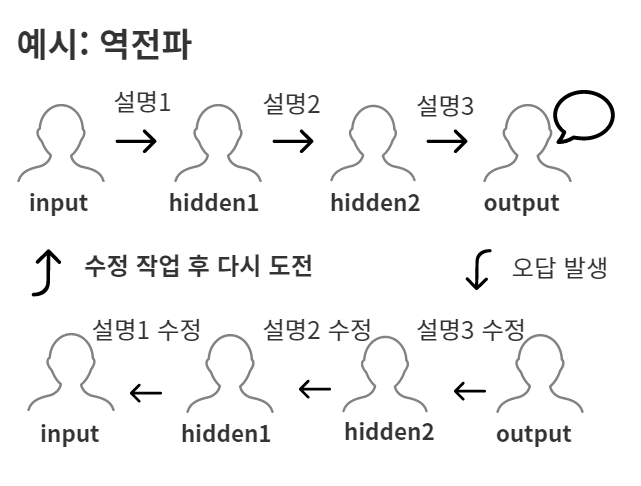 예시: 역전파
설명1 설명2 설명3
input hidden1 hidden2 output
수정 작업 후 다시 도전 오답 발생
설명1 수정 설명2 수정 설명3 수정
input hidden1 hidden2 output